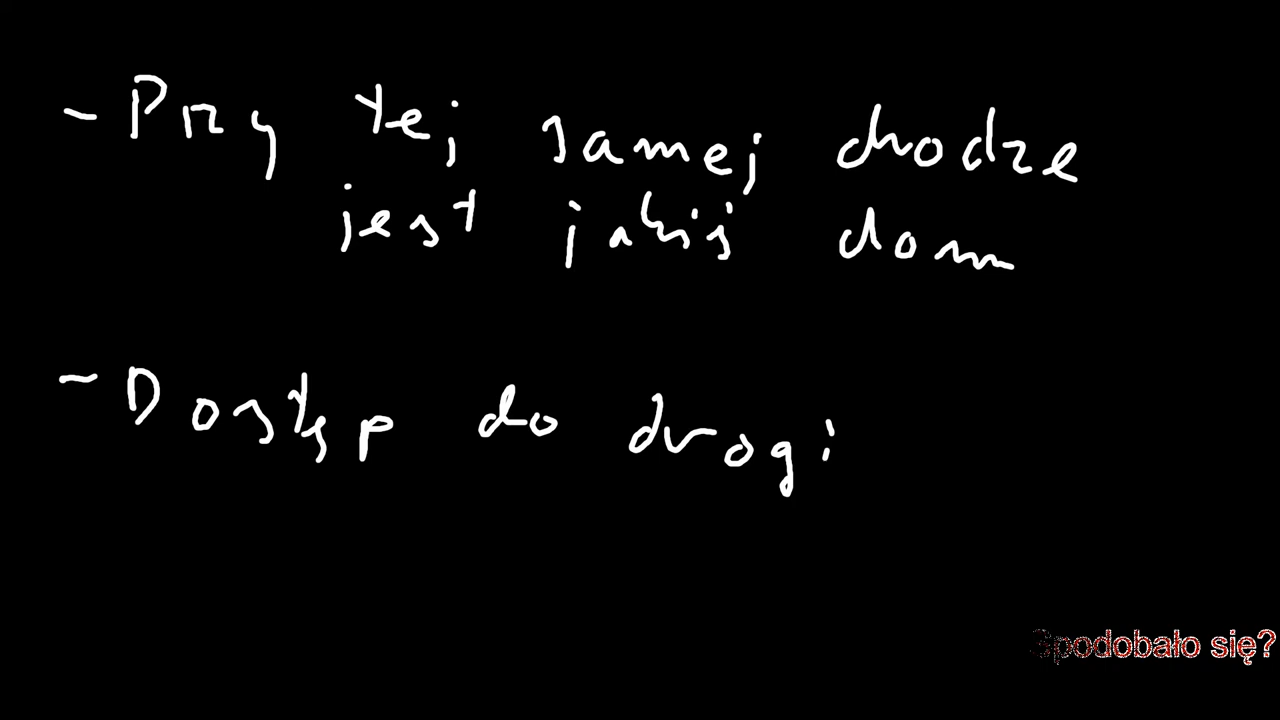 - Przy tej samej drodze
jest jakiś dom
- Dostęp do drogi
Spodobało się?